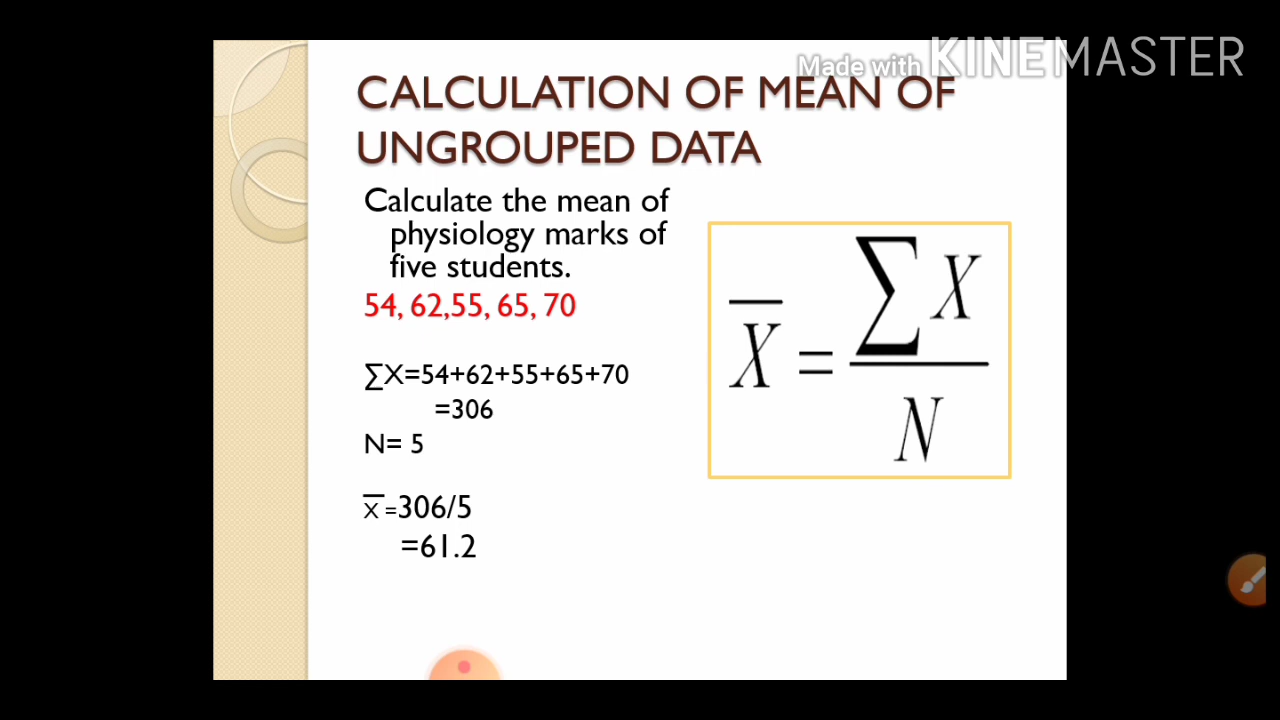 Made with KINEMASTER
CALCULATION OF MEAN OF
UNGROUPED DATA
Calculate the mean of
physiology marks of
five students.
54, 62,55, 65, 70
∑X=54+62+55+65+70
=306
N= 5
x̅ =306/5
=61.2
X̅ = ∑X
N